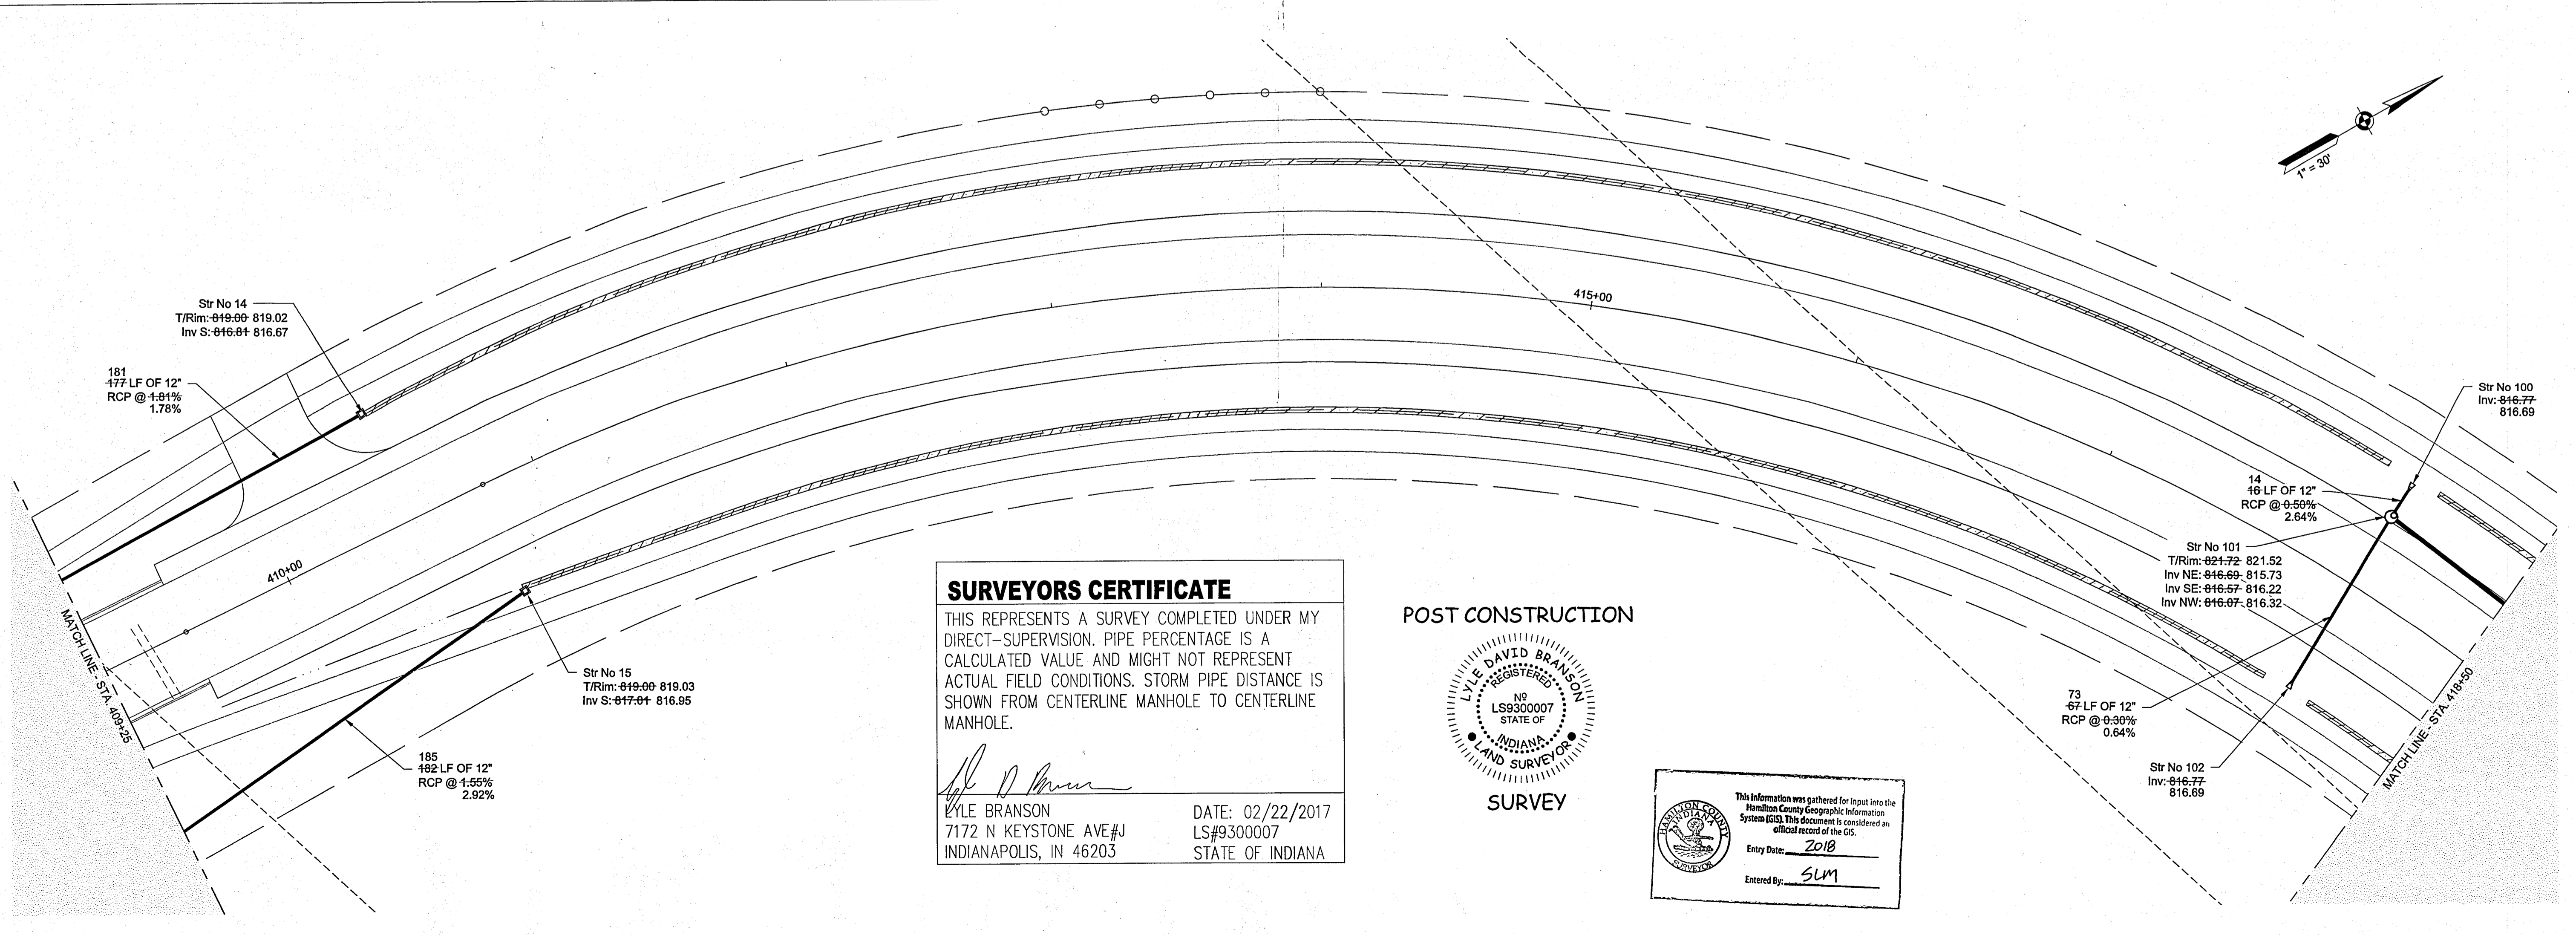 1" = 30'
415+00
Str No 14
T/Rim: 819.00 819.02
Inv S: 816.81 816.67
181
177 LF OF 12"
RCP @ 1.81%
1.78%
410+00
MATCH LINE - STA. 409+25
Str No 15
T/Rim: 819.00 819.03
Inv S: 817.01 816.95
185
182 LF OF 12"
RCP @ 1.55%
2.92%
SURVEYORS CERTIFICATE
THIS REPRESENTS A SURVEY COMPLETED UNDER MY
DIRECT-SUPERVISION. PIPE PERCENTAGE IS A
CALCULATED VALUE AND MIGHT NOT REPRESENT
ACTUAL FIELD CONDITIONS. STORM PIPE DISTANCE IS
SHOWN FROM CENTERLINE MANHOLE TO CENTERLINE
MANHOLE.
LYLE BRANSON
7172 N KEYSTONE AVE#J
INDIANAPOLIS, IN 46203
DATE: 02/22/2017
LS#9300007
STATE OF INDIANA
POST CONSTRUCTION
LYLE DAVID BRANSON
REGISTERED
Nº
LS9300007
STATE OF
INDIANA
LAND SURVEYOR
SURVEY
HAMILTON COUNTY
INDIANA
SURVEYOR
This information was gathered for input into the
Hamilton County Geographic Information
System (GIS). This document is considered an
official record of the GIS.
Entry Date: 2018
Entered By: SLM
Str No 100
Inv: 816.77
816.69
14
16 LF OF 12"
RCP @ 0.50%
2.64%
Str No 101
T/Rim: 821.72 821.52
Inv NE: 816.69 815.73
Inv SE: 816.57 816.22
Inv NW: 816.07 816.32
73
67 LF OF 12"
RCP @ 0.30%
0.64%
Str No 102
Inv: 816.77
816.69
MATCH LINE - STA. 418+50